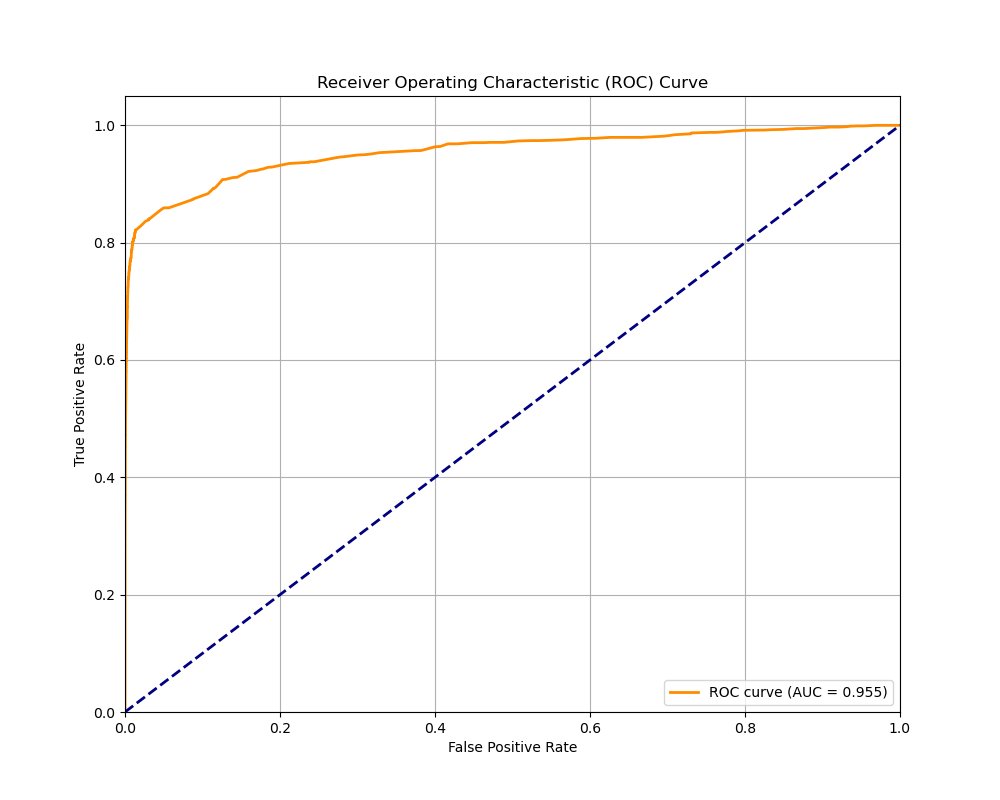 Receiver Operating Characteristic (ROC) Curve
1.0
0.8
0.6
0.4
0.2
0.0
True Positive Rate
ROC curve (AUC = 0.955)
0.0 0.2 0.4 0.6 0.8 1.0
False Positive Rate